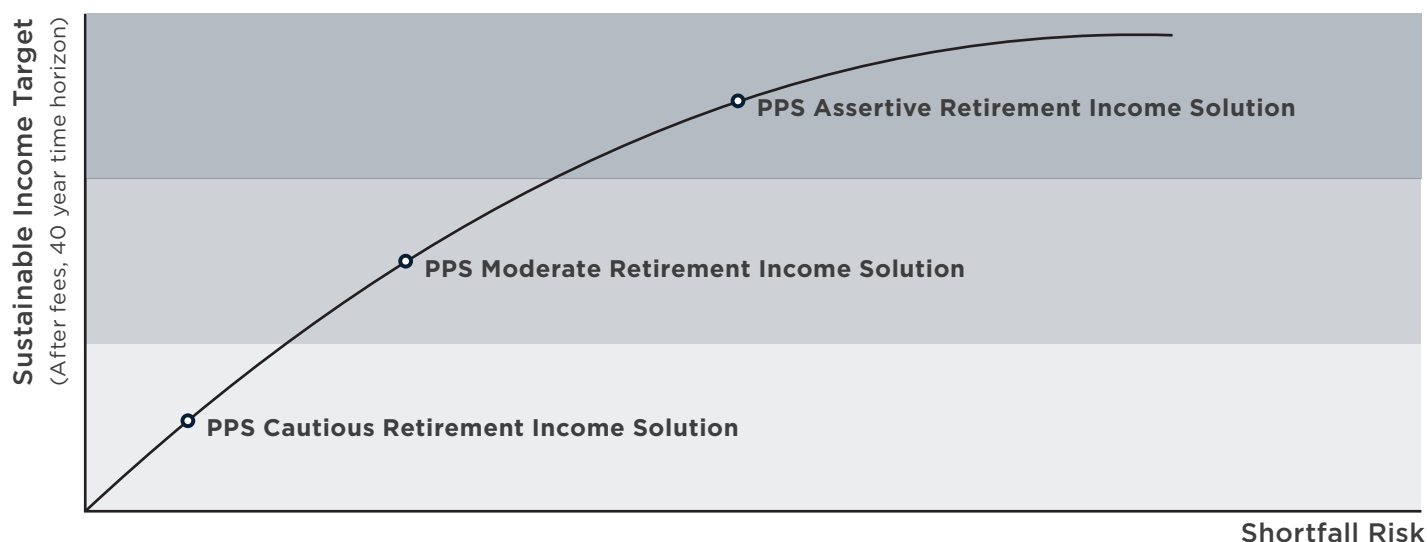 Sustainable Income Target
(After fees, 40 year time horizon)
PPS Assertive Retirement Income Solution
PPS Moderate Retirement Income Solution
PPS Cautious Retirement Income Solution
Shortfall Risk